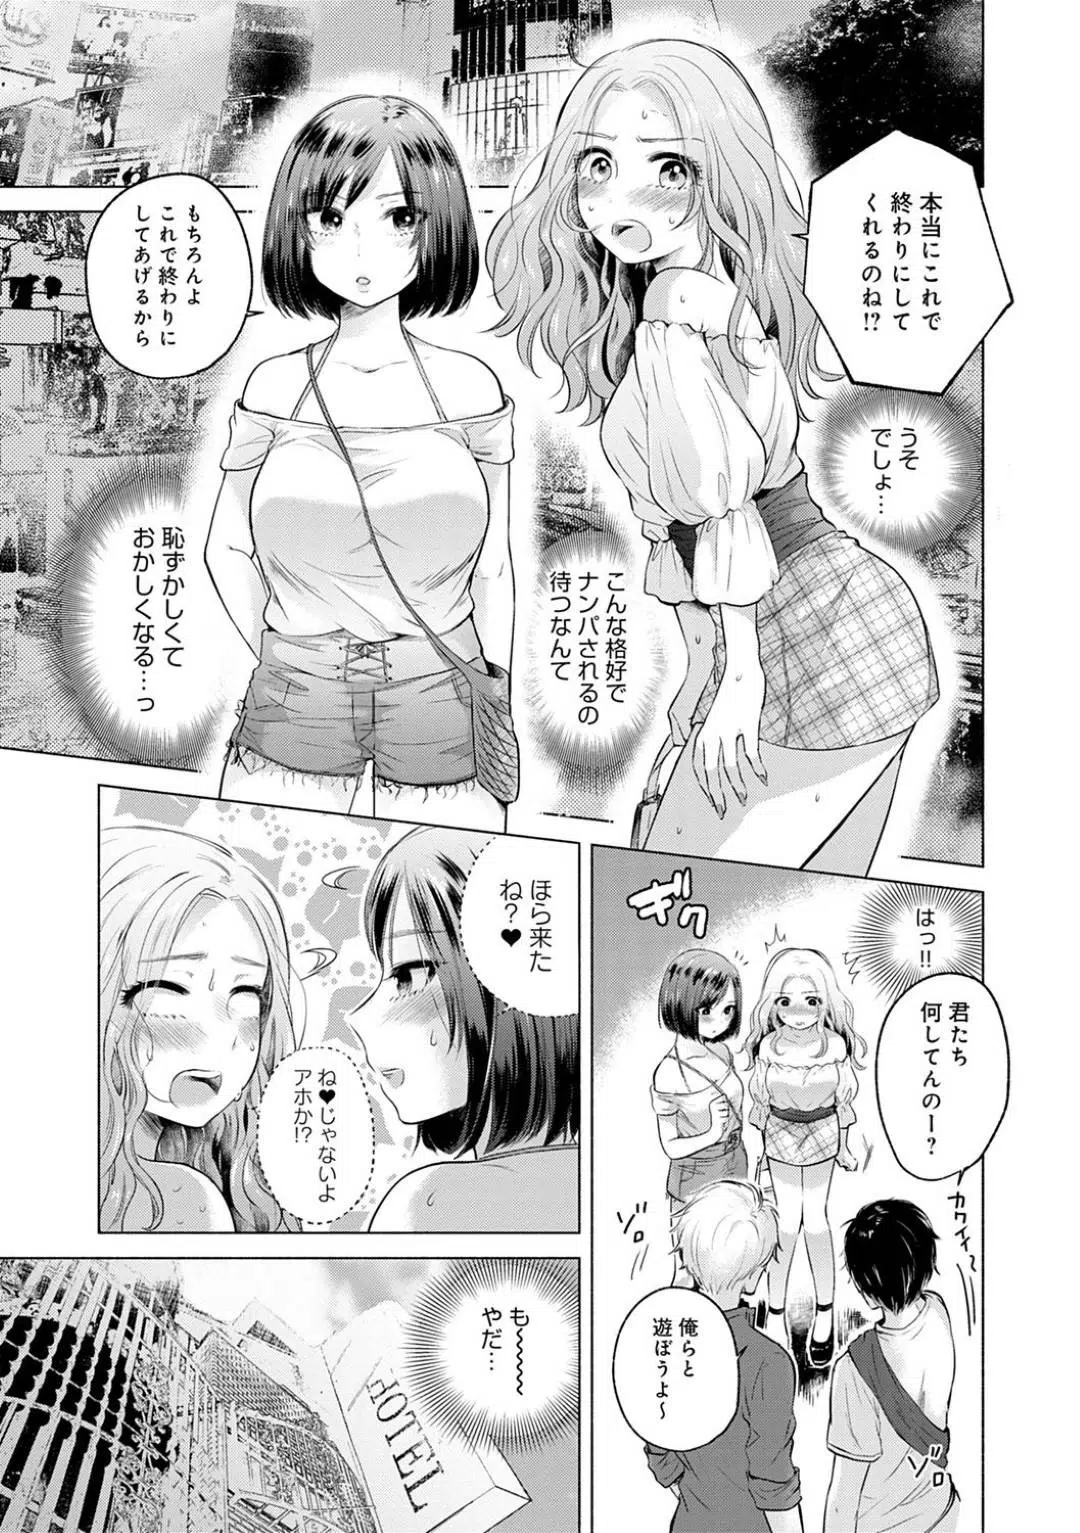 本当にこれで
終わりにして
くれるのね!?
もちろんよ
これで終わりに
してあげるから
うそ
でしょ…
こんな格好で
ナンパされるの
待つなんて
恥ずかしくて
おかしくなる…っ
はっ!!
君たち
何してんのー?
カワイィ〜
ギク
ゾロ
ゾロ
俺らと
遊ぼうよ〜
ほら来た
ね?♥
ね♥じゃないよ
アホか!?
も〜〜〜〜
やだ…
HOTEL